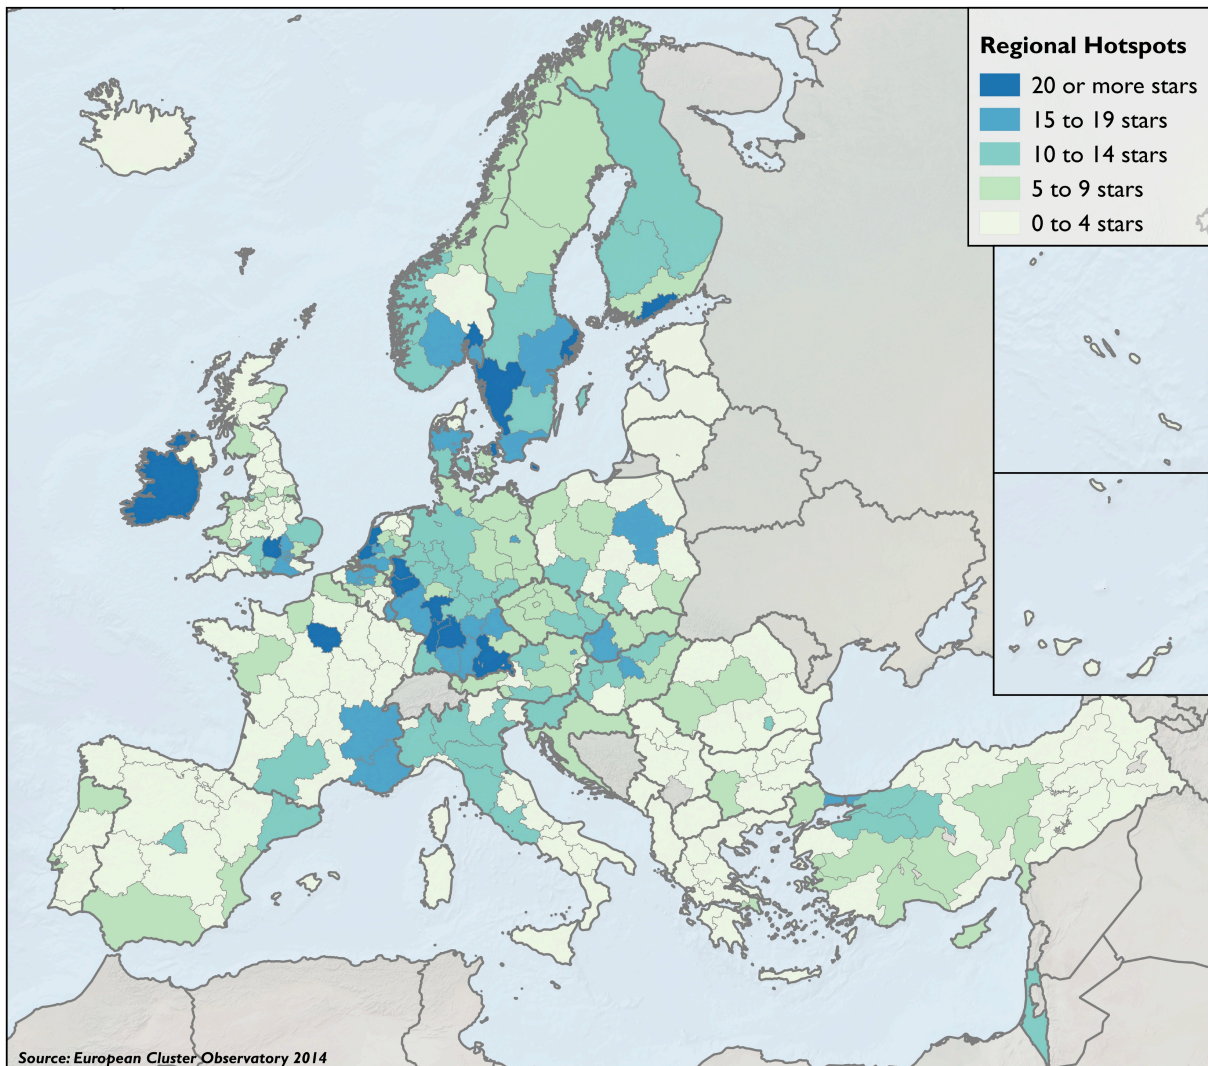 Regional Hotspots
20 or more stars
15 to 19 stars
10 to 14 stars
5 to 9 stars
0 to 4 stars
Source: European Cluster Observatory 2014